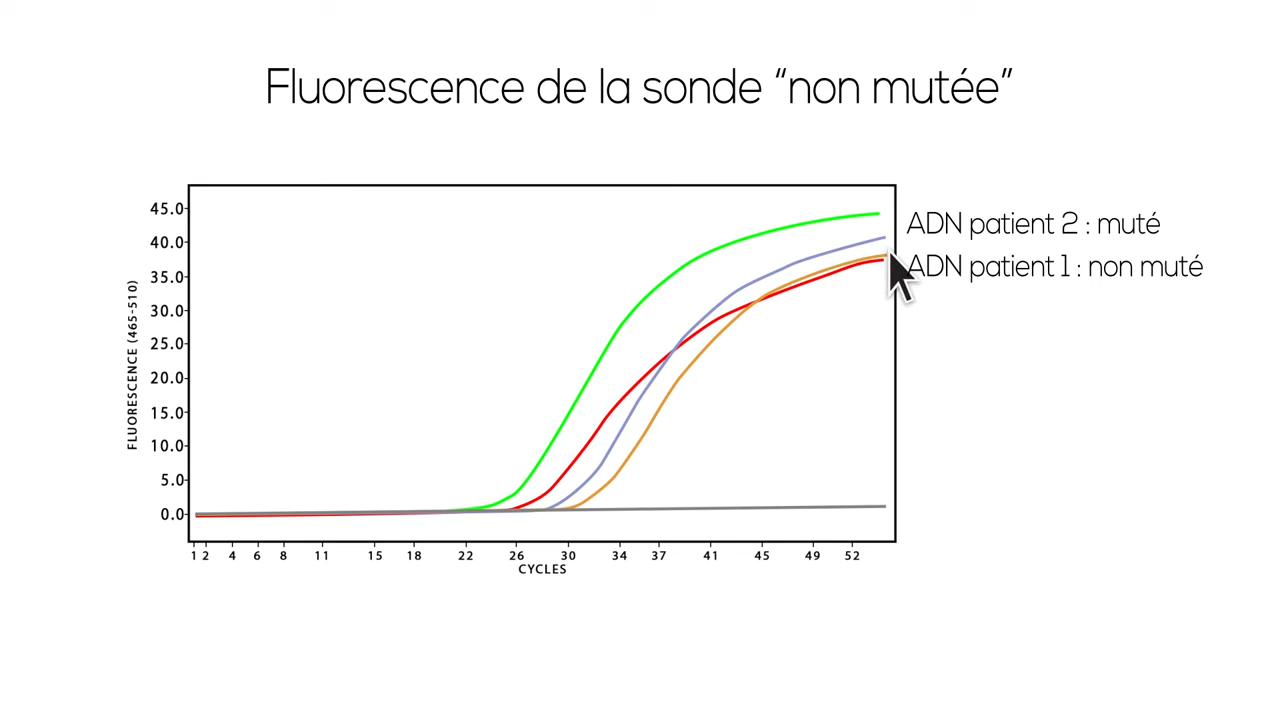 Fluorescence de la sonde “non mutée”
ADN patient 2 : muté
ADN patient 1 : non muté
FLUORESCENCE (465-510)
45.0
40.0
35.0
30.0
25.0
20.0
15.0
10.0
5.0
0.0
1 2 4 6 8 11 15 18 22 26 30 34 37 41 45 49 52
CYCLES